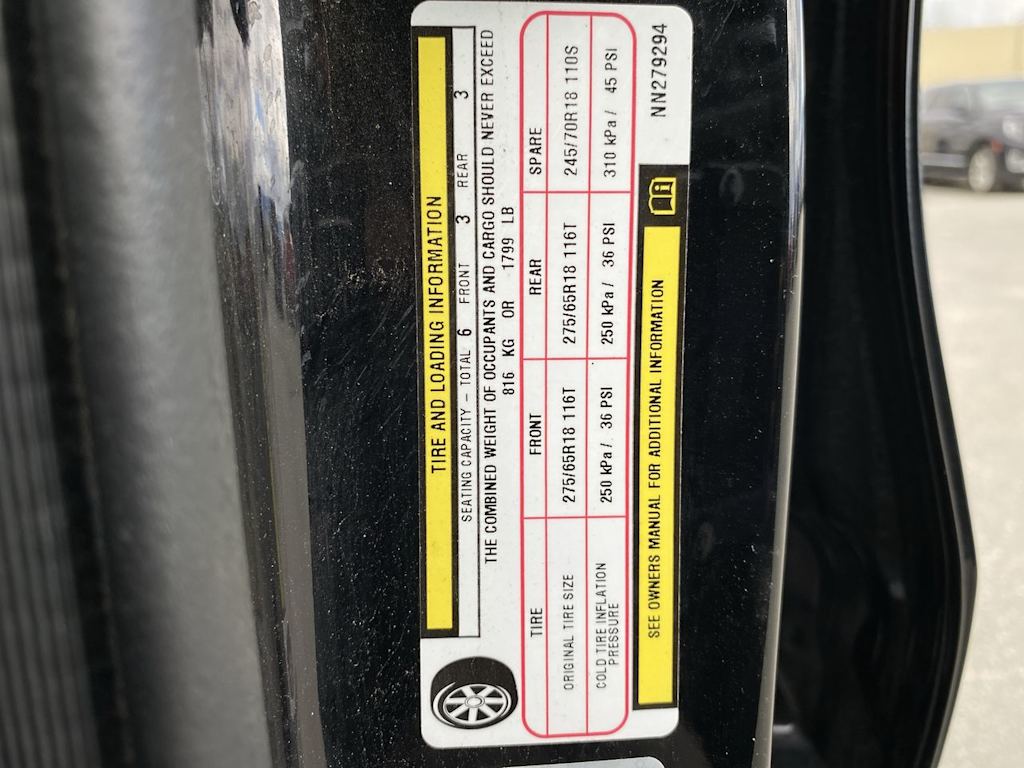 TIRE AND LOADING INFORMATION
SEATING CAPACITY - TOTAL 6 FRONT 3 REAR 3
THE COMBINED WEIGHT OF OCCUPANTS AND CARGO SHOULD NEVER EXCEED
816 KG OR 1799 LB
TIRE FRONT REAR SPARE
ORIGINAL TIRE SIZE 275/65R18 116T 275/65R18 116T 245/70R18 110S
COLD TIRE INFLATION PRESSURE 250 kPa / 36 PSI 250 kPa / 36 PSI 310 kPa / 45 PSI
SEE OWNERS MANUAL FOR ADDITIONAL INFORMATION
NN279294